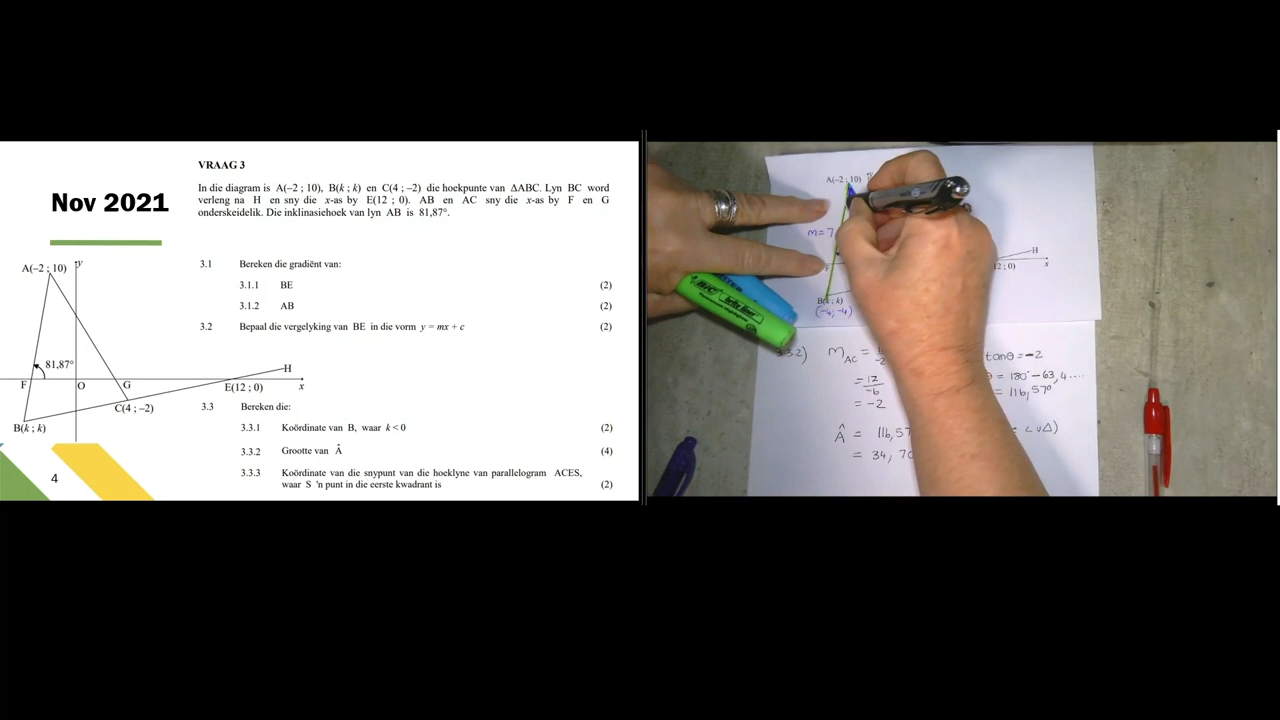 Nov 2021
VRAAG 3
In die diagram is A(–2 ; 10), B(k ; k) en C(4 ; –2) die hoekpunte van ΔABC. Lyn BC word
verleng na H en sny die x-as by E(12 ; 0). AB en AC sny die x-as by F en G
onderskeidelik. Die inklinasiehoek van lyn AB is 81,87°.
3.1 Bereken die gradiënt van:
3.1.1 BE (2)
3.1.2 AB (2)
3.2 Bepaal die vergelyking van BE in die vorm y = mx + c (2)
3.3 Bereken die:
3.3.1 Koördinate van B, waar k < 0 (2)
3.3.2 Grootte van Â (4)
3.3.3 Koördinate van die snypunt van die hoeklyne van parallelogram ACES,
waar S 'n punt in die eerste kwadrant is (2)
A(–2 ; 10)
y
81,87°
H
F O G E(12 ; 0) x
C(4 ; –2)
B(k ; k)
4
A(–2 ; 10)
m = 7
H
F 12 ; 0) x
B(k ; k)
(-4; -4)
BIC
3.3.2) m AC = tanθ = -2
= 12/-6 θ = 180° - 63,4....
= -2 = 116,57°
Â = 116,57
= 34, 70